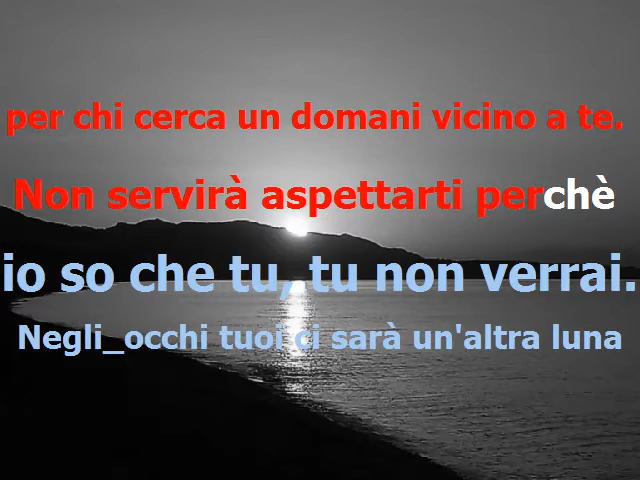 per chi cerca un domani vicino a te.
Non servirà aspettarti perchè
io so che tu, tu non verrai.
Negli_occhi tuoi ci sarà un'altra luna